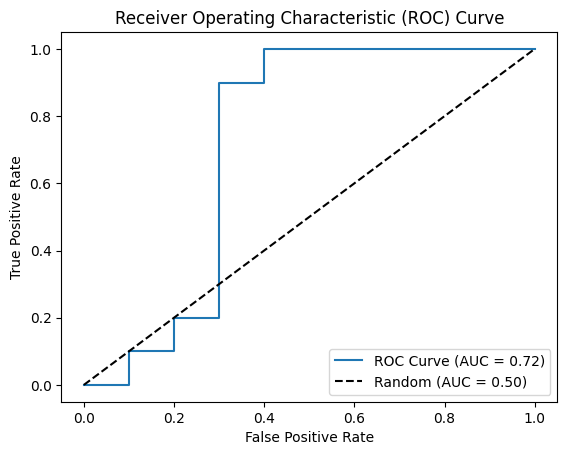 Receiver Operating Characteristic (ROC) Curve
1.0
0.8
0.6
0.4
0.2
0.0
True Positive Rate
ROC Curve (AUC = 0.72)
Random (AUC = 0.50)
0.0 0.2 0.4 0.6 0.8 1.0
False Positive Rate